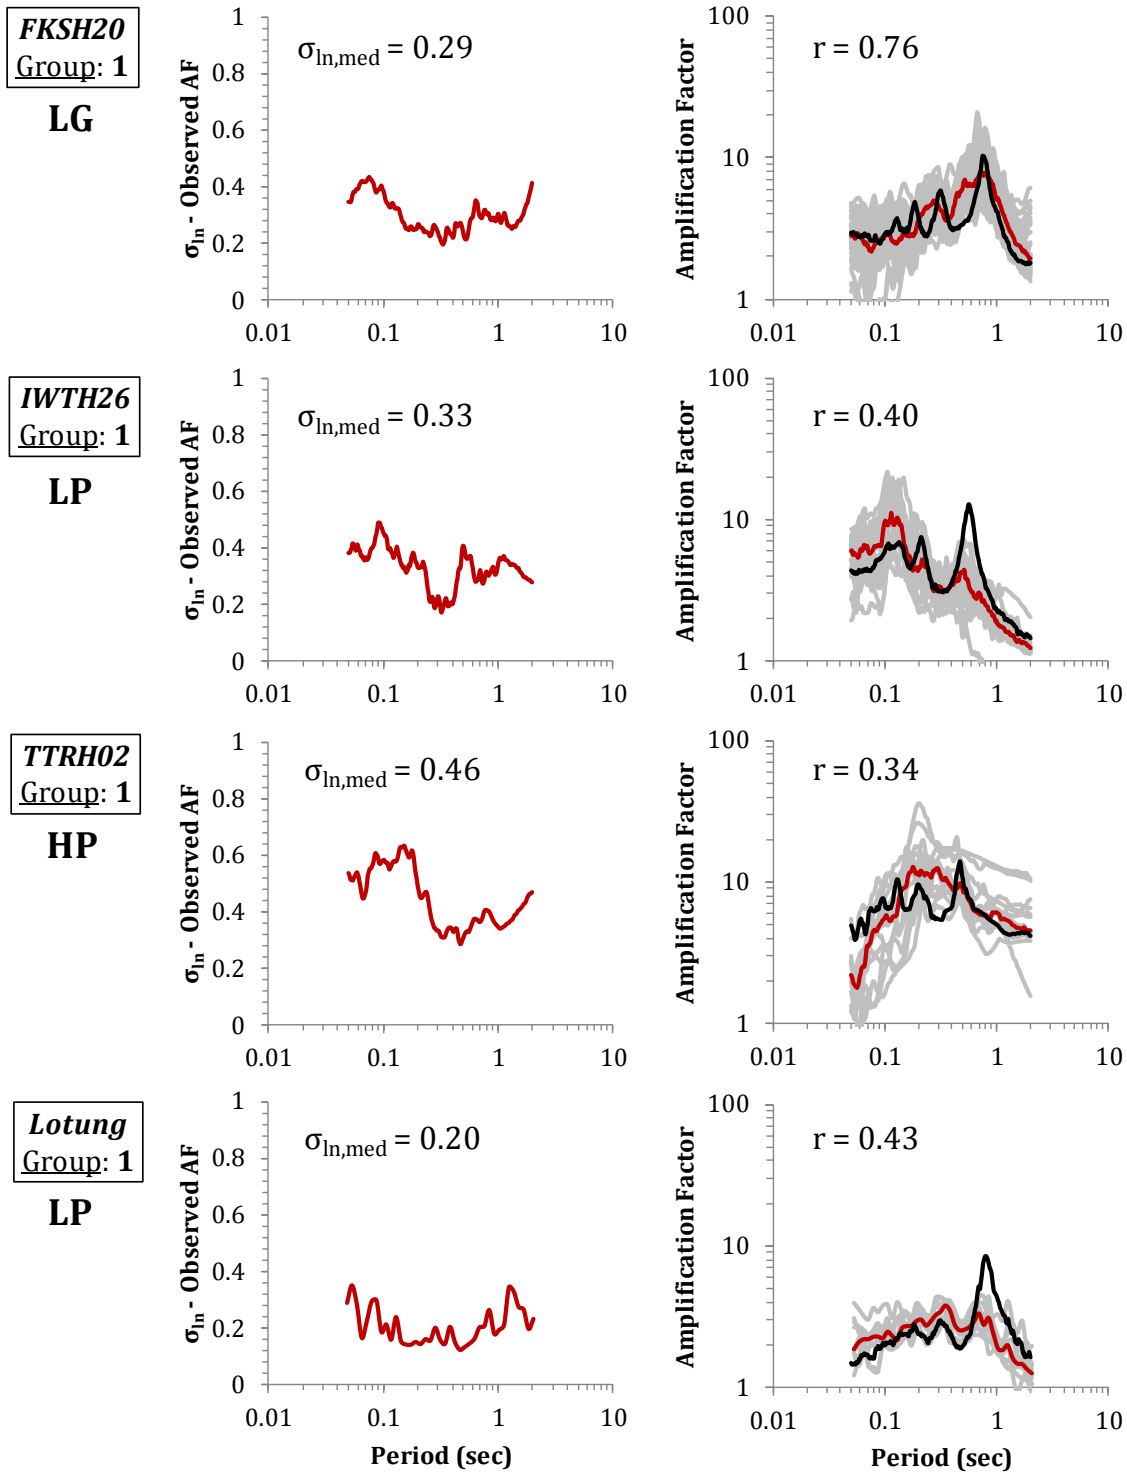 FKSH20
Group: 1
LG
σln - Observed AF
1
0.8
0.6
0.4
0.2
0
σln,med = 0.29
0.01
0.1
1
10
Amplification Factor
100
10
1
r = 0.76
0.01
0.1
1
10
IWTH26
Group: 1
LP
σln - Observed AF
1
0.8
0.6
0.4
0.2
0
σln,med = 0.33
0.01
0.1
1
10
Amplification Factor
100
10
1
r = 0.40
0.01
0.1
1
10
TTRH02
Group: 1
HP
σln - Observed AF
1
0.8
0.6
0.4
0.2
0
σln,med = 0.46
0.01
0.1
1
10
Amplification Factor
100
10
1
r = 0.34
0.01
0.1
1
10
Lotung
Group: 1
LP
σln - Observed AF
1
0.8
0.6
0.4
0.2
0
σln,med = 0.20
0.01
0.1
1
10
Period (sec)
Amplification Factor
100
10
1
r = 0.43
0.01
0.1
1
10
Period (sec)